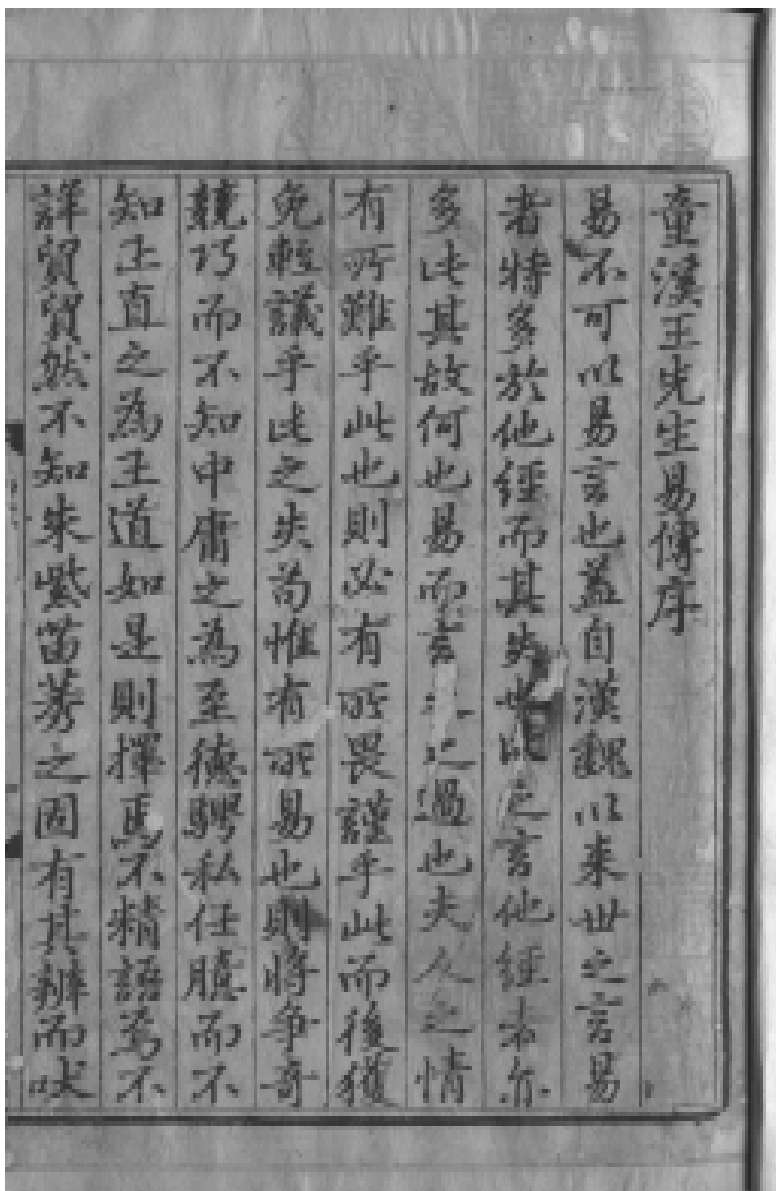 童溪王先生易傳序
易不可以易言也蓋自漢魏以来世之言易
者特多於他經而其失世之言他經者亦
多此其故何也易而言之過也夫人之情
有所難乎此也則必有所畏謹乎此而後獲
免輕議乎此之失苟惟有所易也則將争奇
競巧而不知中庸之為至德騁私任臆而不
知正直之為王道如是則擇焉不精語焉不
詳貿貿然不知朱紫苗莠之固有其辨而吠